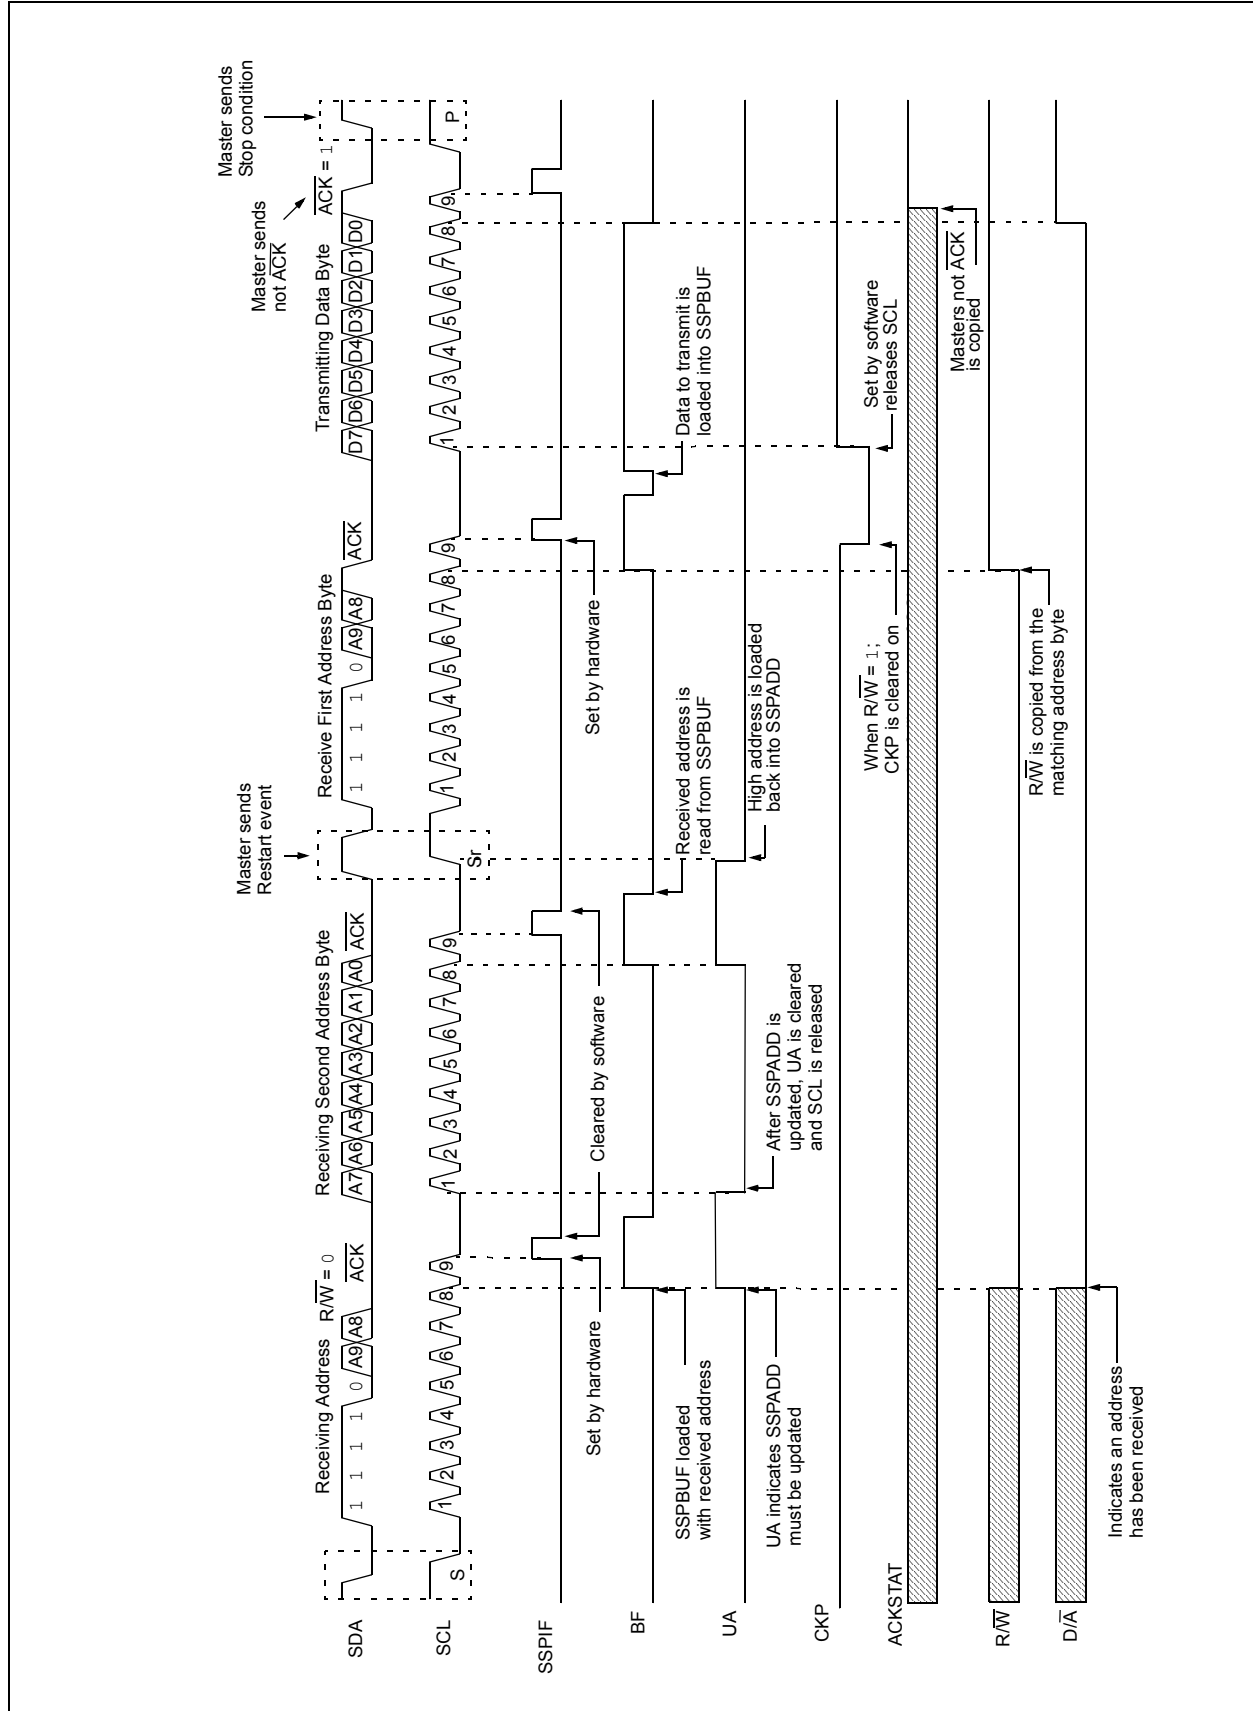 Master sends
Stop condition
Master sends
not A̅C̅K̅
Master sends
Restart event
Receiving Address R/W̅ = 0
Receiving Second Address Byte
Receive First Address Byte
Transmitting Data Byte
A̅C̅K̅ = 1
SDA
1 1 1 1 0 A9 A8 A̅C̅K̅
A7 A6 A5 A4 A3 A2 A1 A0 A̅C̅K̅
1 1 1 1 0 A9 A8 A̅C̅K̅
D7 D6 D5 D4 D3 D2 D1 D0
SCL
S
1 2 3 4 5 6 7 8 9
1 2 3 4 5 6 7 8 9
Sr
1 2 3 4 5 6 7 8 9
1 2 3 4 5 6 7 8 9
P
SSPIF
Set by hardware
Cleared by software
Set by hardware
BF
SSPBUF loaded
with received address
Received address is
read from SSPBUF
Data to transmit is
loaded into SSPBUF
UA
UA indicates SSPADD
must be updated
After SSPADD is
updated, UA is cleared
and SCL is released
High address is loaded
back into SSPADD
CKP
When R/W̅ = 1;
CKP is cleared on
Set by software
releases SCL
ACKSTAT
Masters not A̅C̅K̅
is copied
R/W̅
R/W̅ is copied from the
matching address byte
D/A̅
Indicates an address
has been received